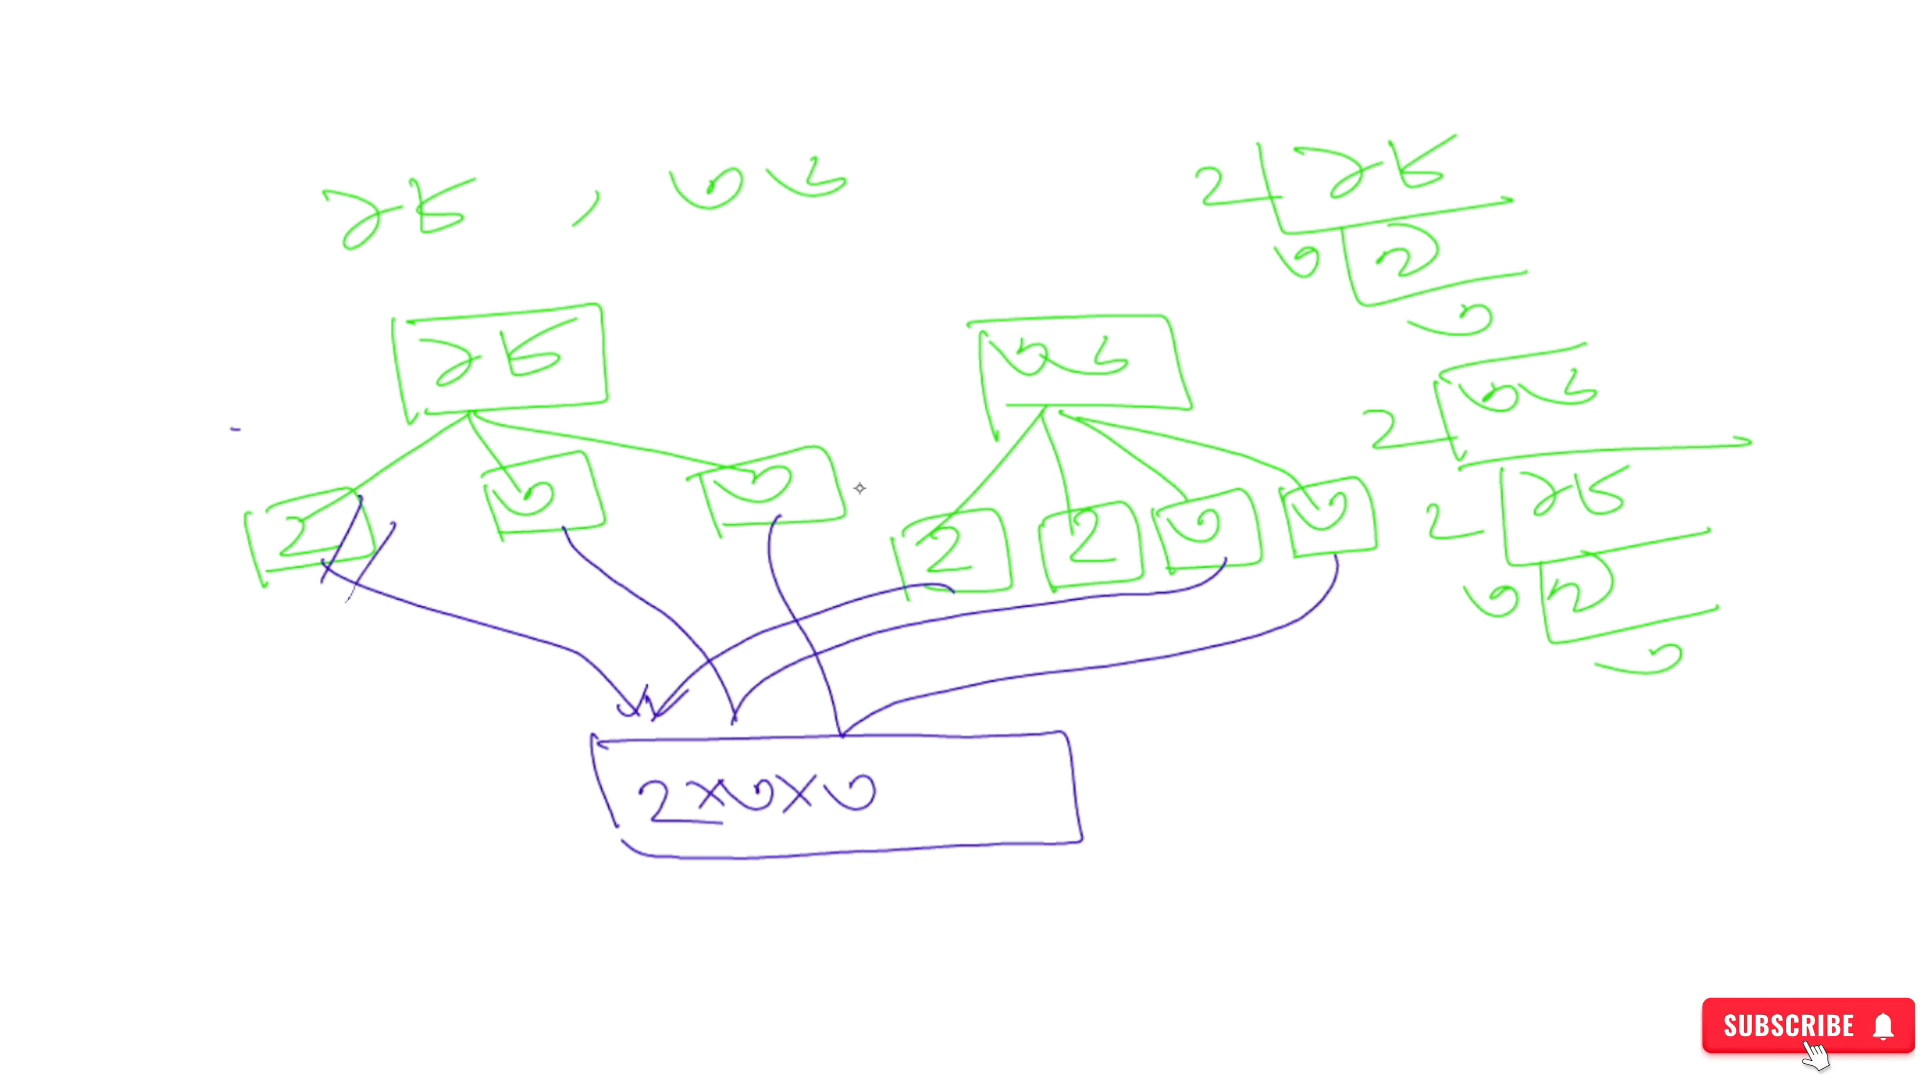 ১৮ , ৩৬
২ ১৮
৩ ৯
৩
১৮
৩৬
২ ৩ ৩
২ ২ ৩ ৩
২ ৩৬
২ ১৮
৩ ৯
৩
২×৩×৩
SUBSCRIBE